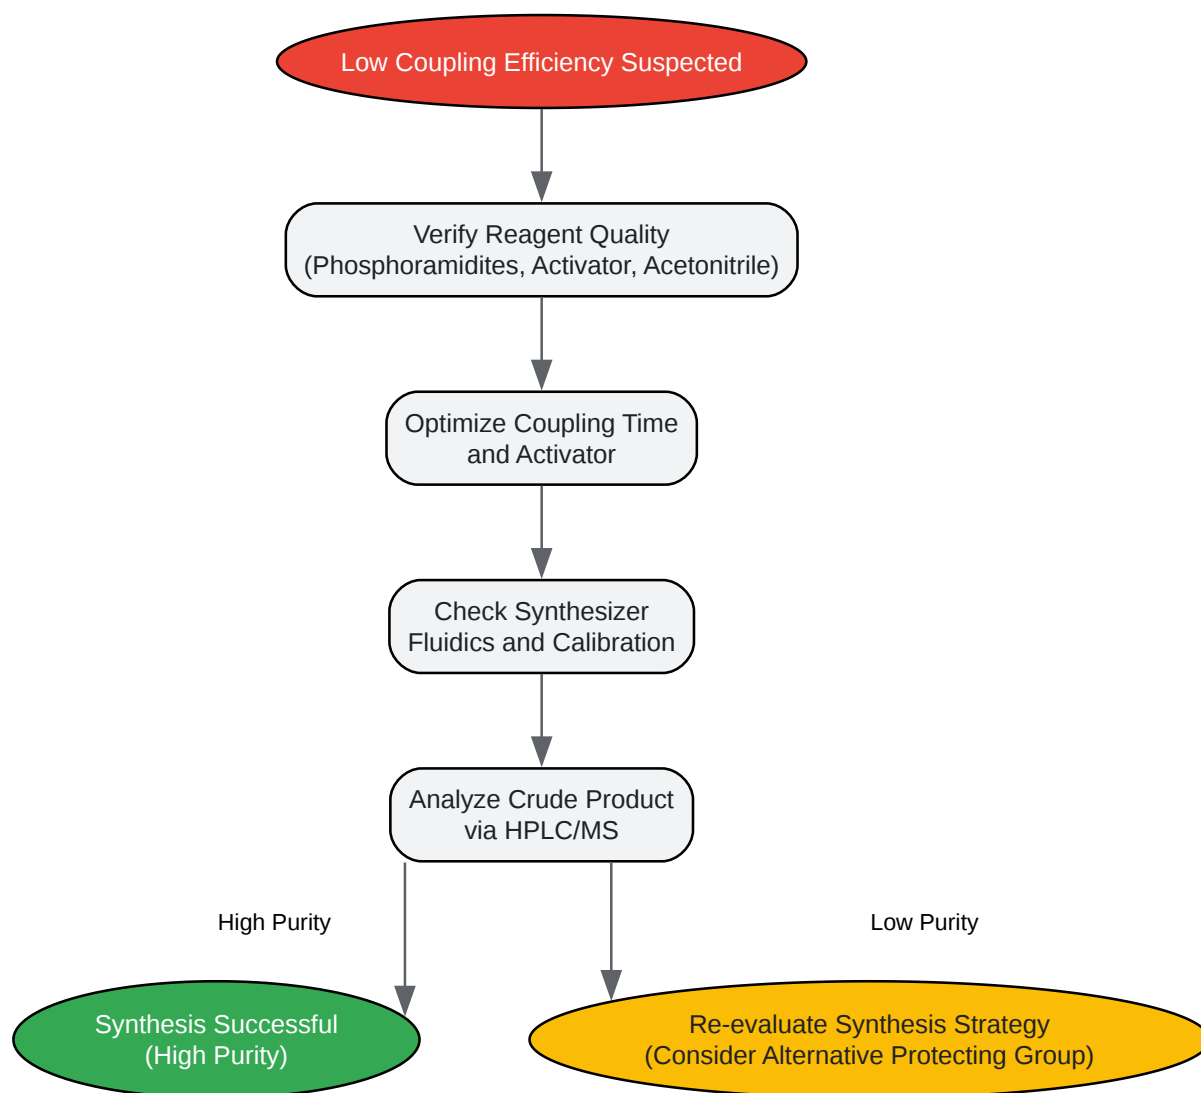 Low Coupling Efficiency Suspected
Verify Reagent Quality
(Phosphoramidites, Activator, Acetonitrile)
Optimize Coupling Time
and Activator
Check Synthesizer
Fluidics and Calibration
Analyze Crude Product
via HPLC/MS
High Purity
Low Purity
Synthesis Successful
(High Purity)
Re-evaluate Synthesis Strategy
(Consider Alternative Protecting Group)